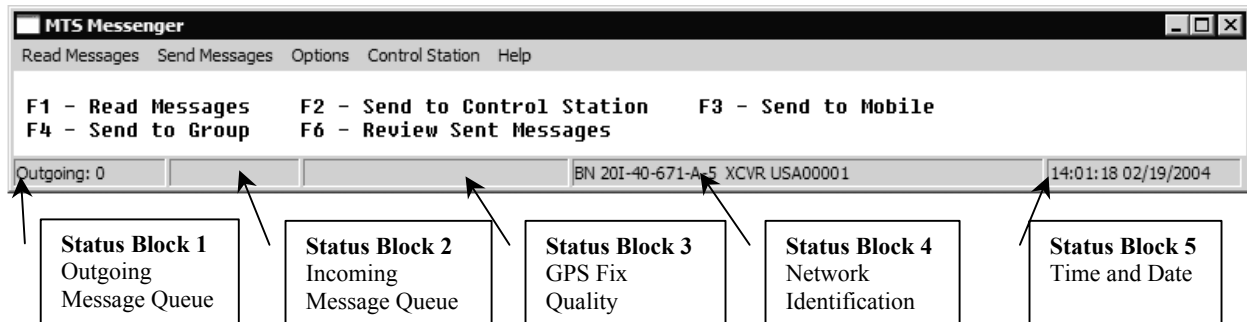 MTS Messenger
Read Messages Send Messages Options Control Station Help
F1 - Read Messages F2 - Send to Control Station F3 - Send to Mobile
F4 - Send to Group F6 - Review Sent Messages
Outgoing: 0 BN 20I-40-671-A-5 XCVR USA00001 14:01:18 02/19/2004
Status Block 1
Outgoing
Message Queue
Status Block 2
Incoming
Message Queue
Status Block 3
GPS Fix
Quality
Status Block 4
Network
Identification
Status Block 5
Time and Date